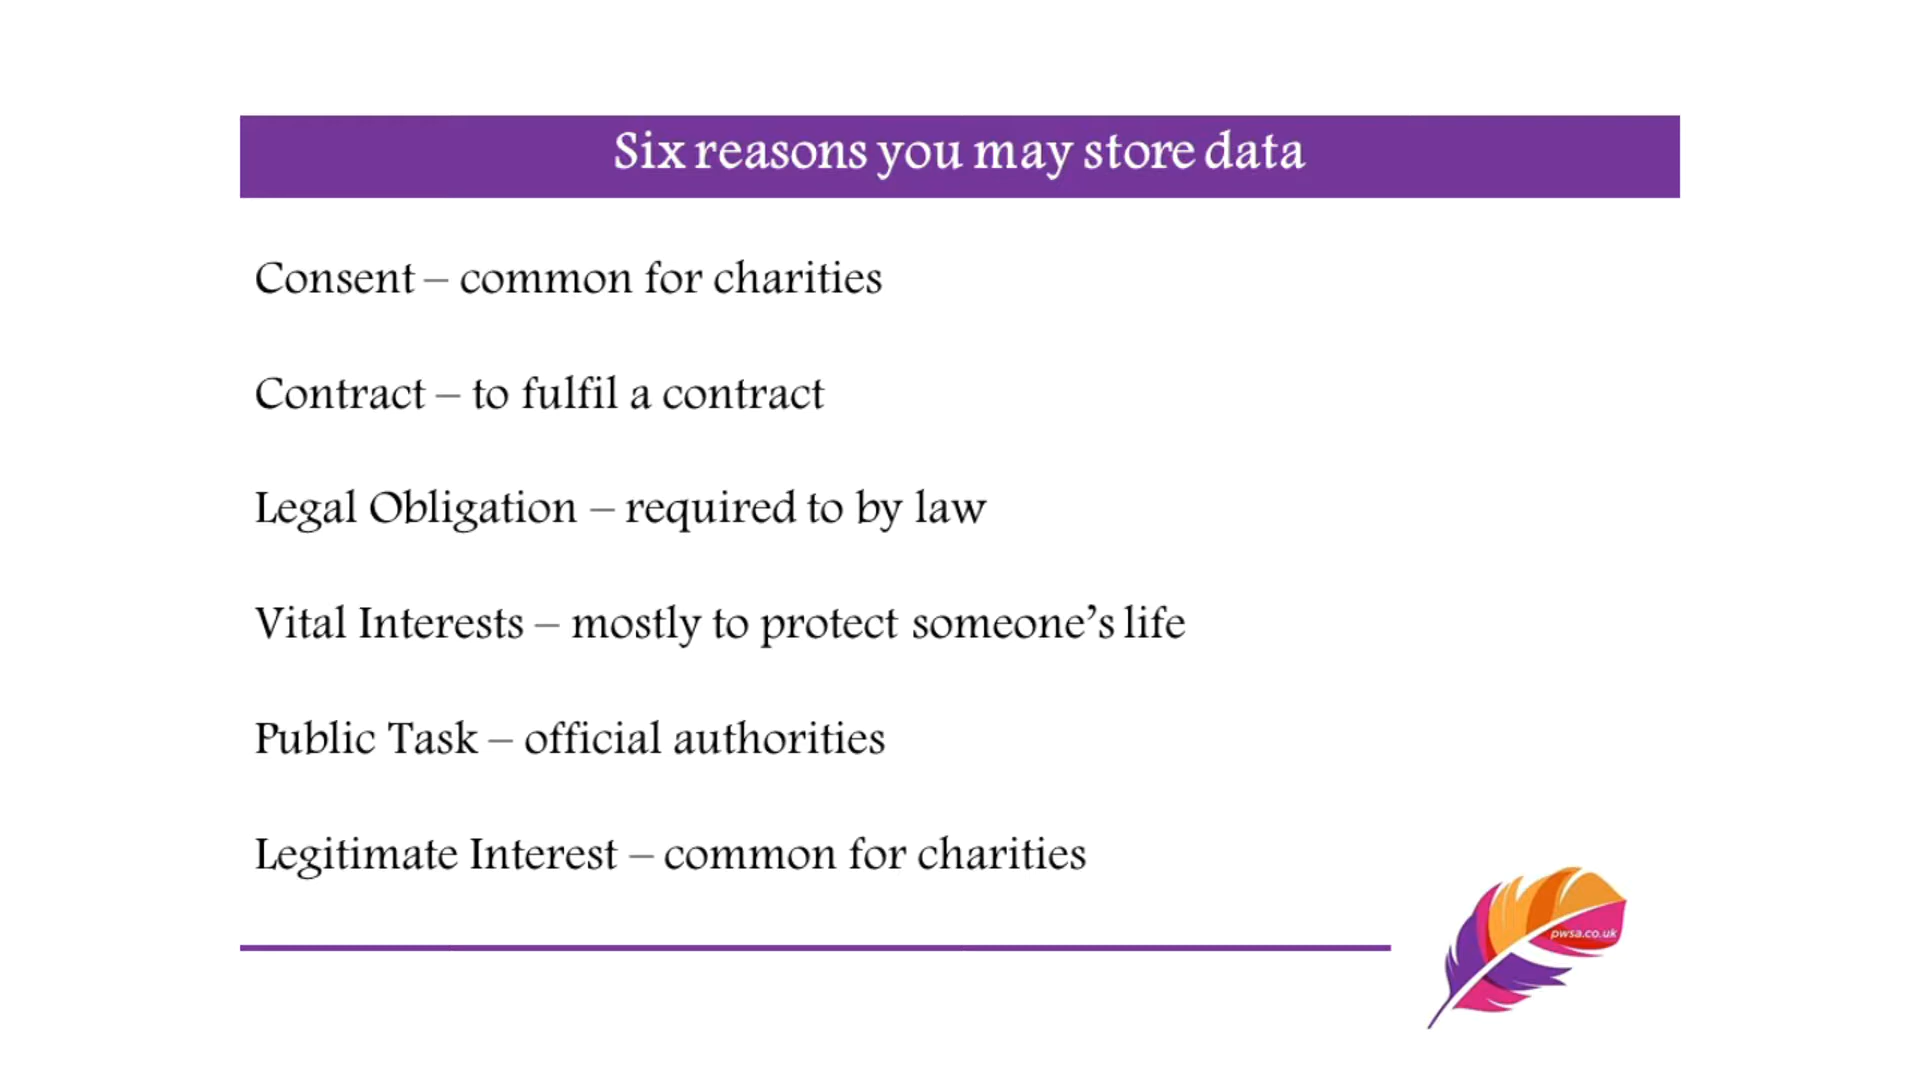 Six reasons you may store data
Consent – common for charities
Contract – to fulfil a contract
Legal Obligation – required to by law
Vital Interests – mostly to protect someone’s life
Public Task – official authorities
Legitimate Interest – common for charities
pwsa.co.uk